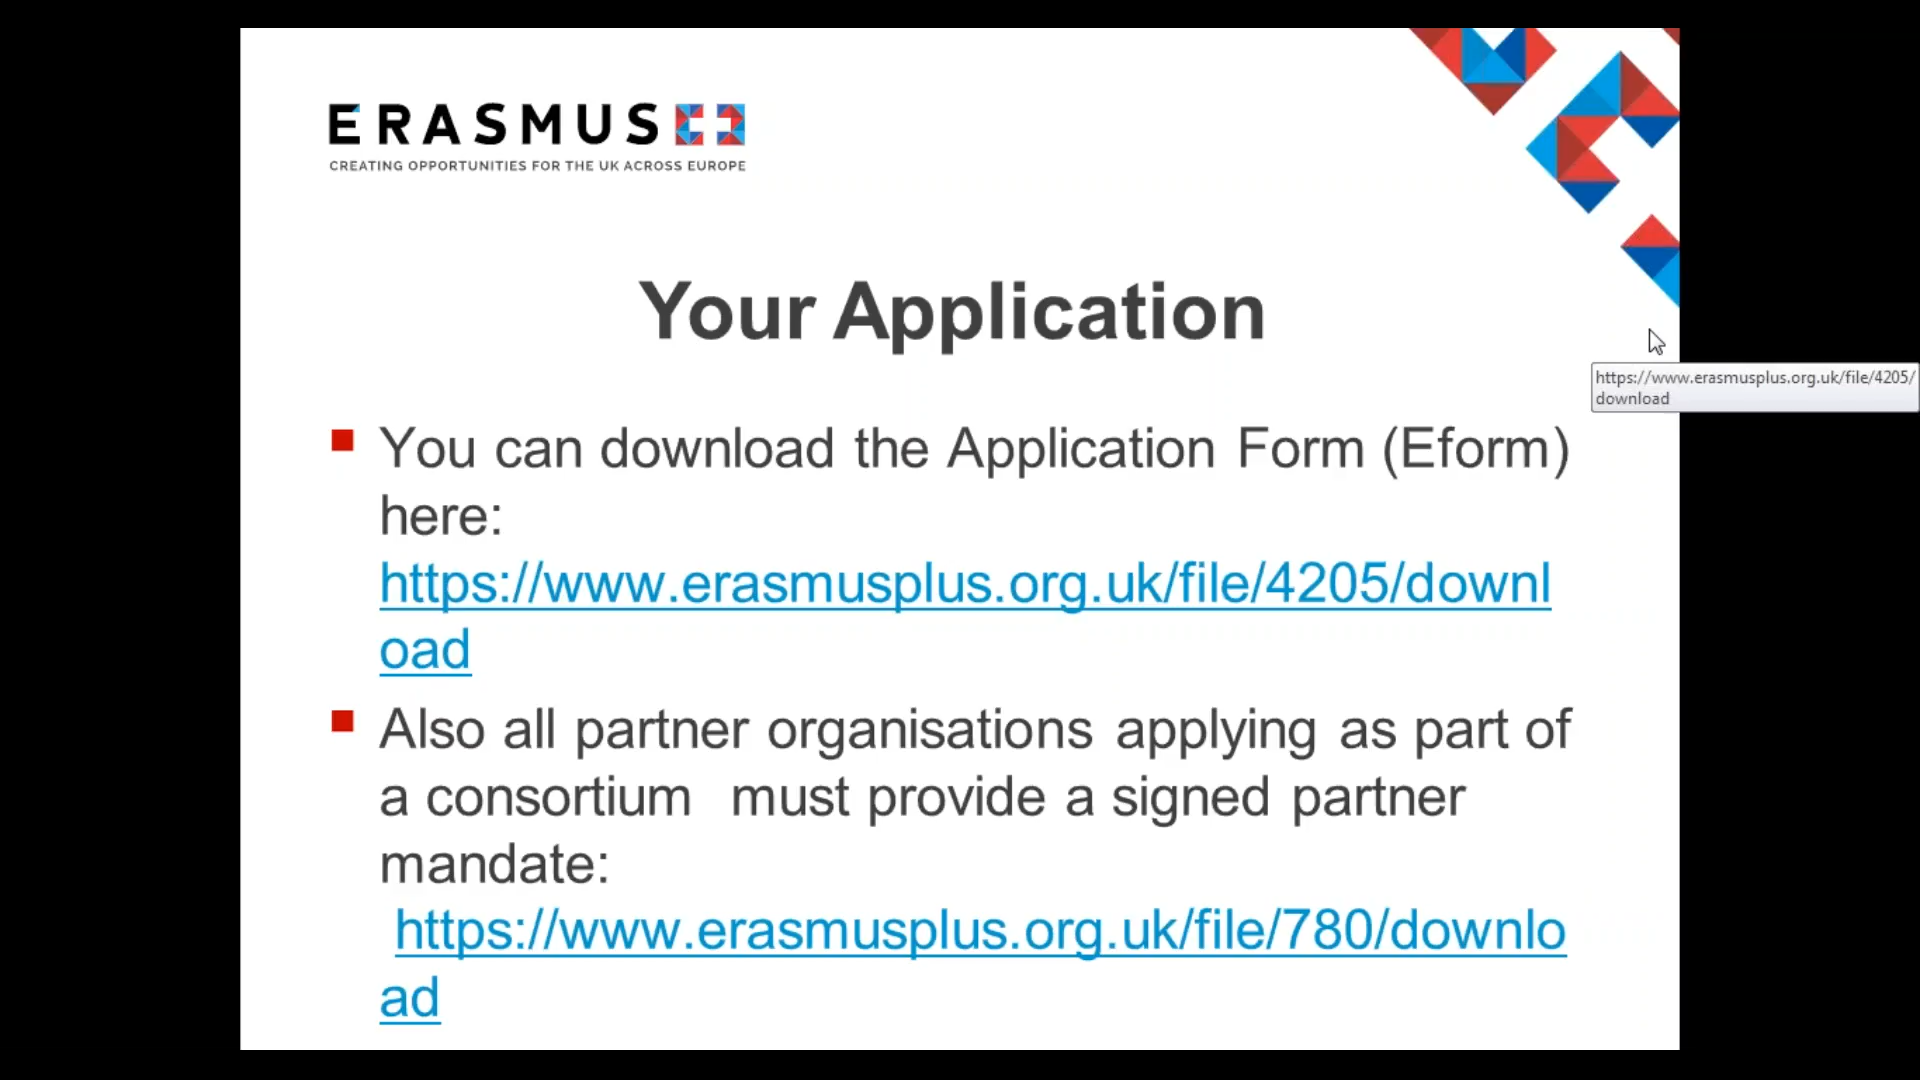 ERASMUS
CREATING OPPORTUNITIES FOR THE UK ACROSS EUROPE
Your Application
https://www.erasmusplus.org.uk/file/4205/
download
You can download the Application Form (Eform)
here:
https://www.erasmusplus.org.uk/file/4205/downl
oad
Also all partner organisations applying as part of
a consortium must provide a signed partner
mandate:
https://www.erasmusplus.org.uk/file/780/downlo
ad